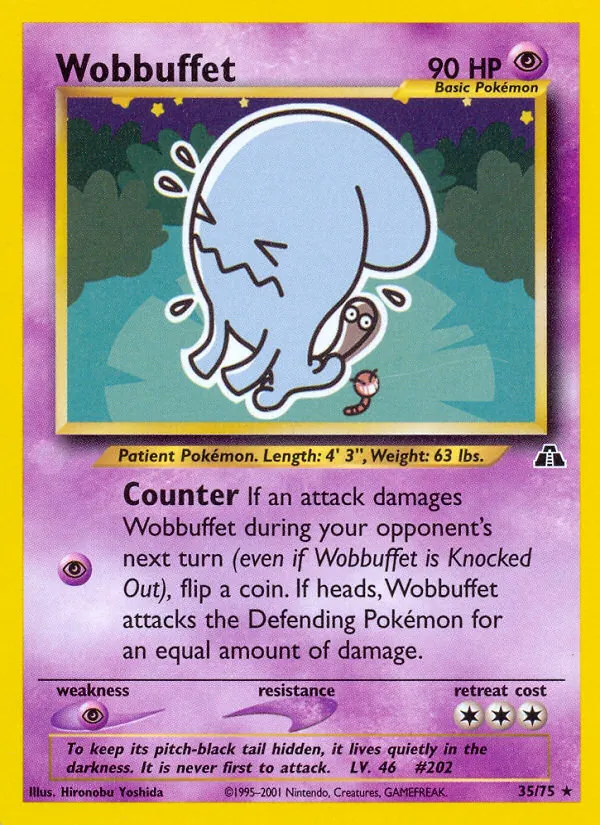 Wobbuffet
90 HP
Basic Pokémon
Patient Pokémon. Length: 4' 3", Weight: 63 lbs.
Counter If an attack damages
Wobbuffet during your opponent's
next turn (even if Wobbuffet is Knocked
Out), flip a coin. If heads, Wobbuffet
attacks the Defending Pokémon for
an equal amount of damage.
weakness
resistance
retreat cost
To keep its pitch-black tail hidden, it lives quietly in the
darkness. It is never first to attack. LV. 46 #202
Illus. Hironobu Yoshida
©1995-2001 Nintendo, Creatures, GAMEFREAK.
35/75 ★